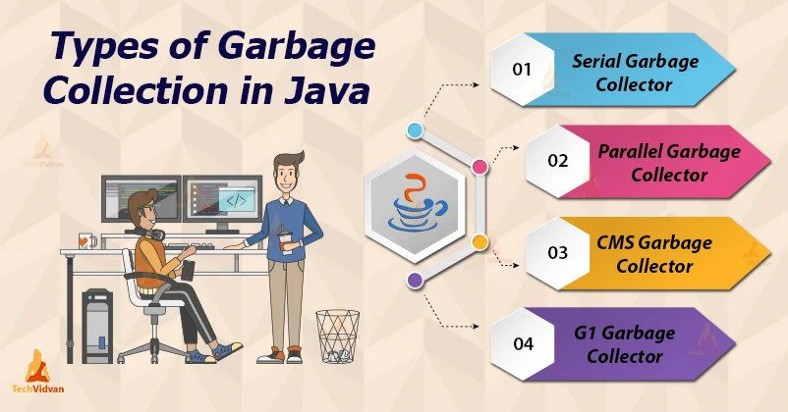 Types of Garbage
Collection in Java
01
Serial Garbage
Collector
02
Parallel Garbage
Collector
03
CMS Garbage
Collector
04
G1 Garbage
Collector
</>
TechVidvan